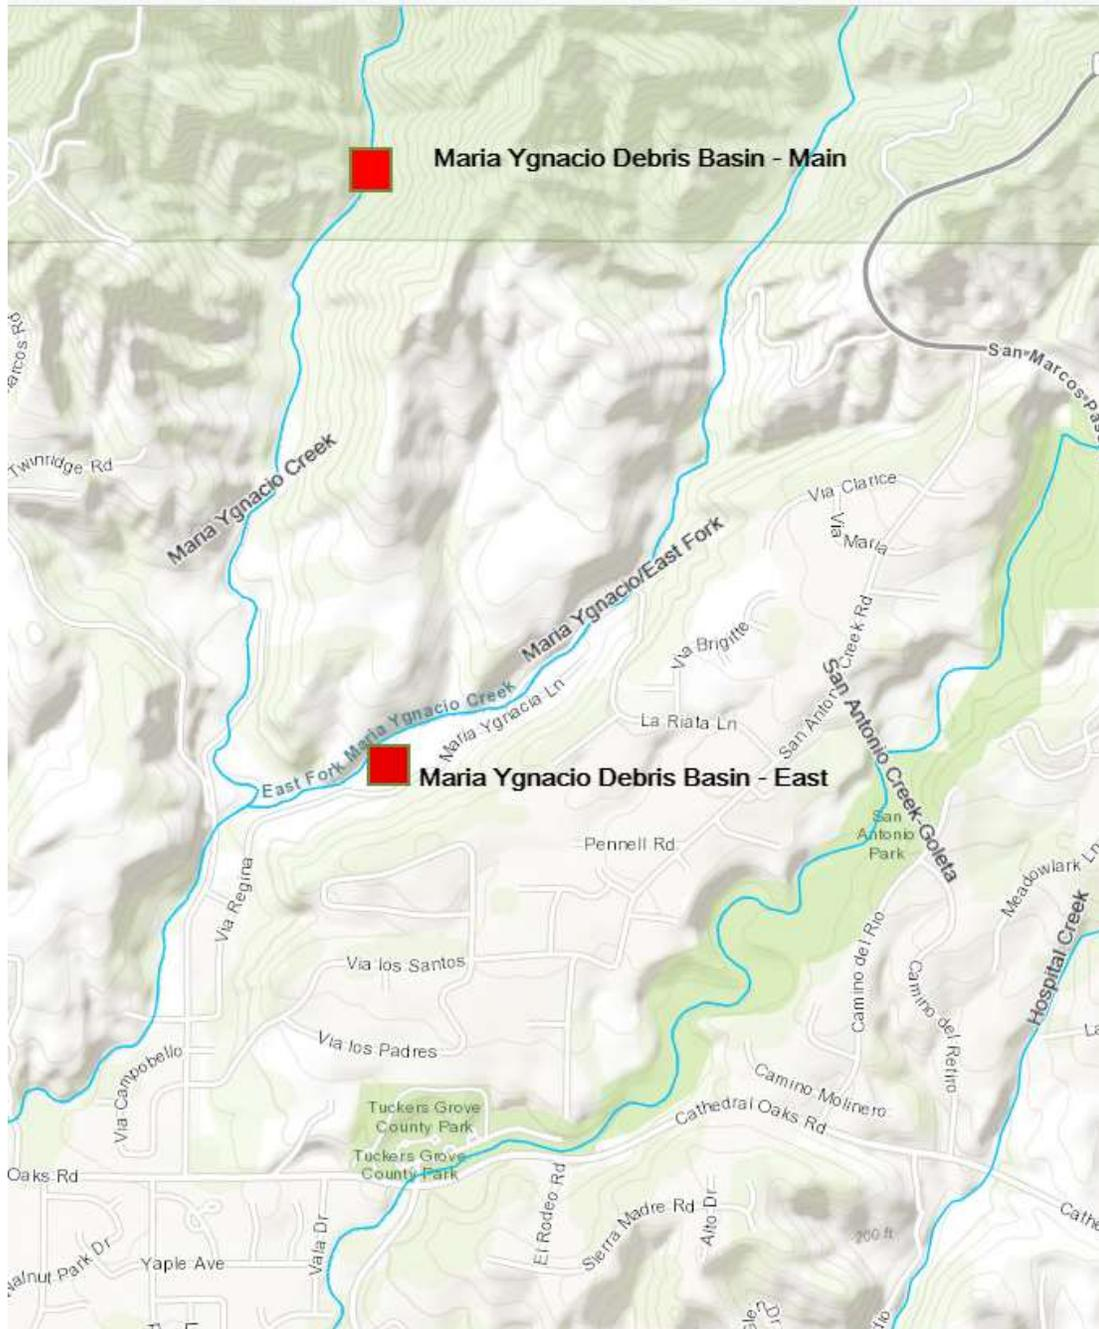 Maria Ygnacio Debris Basin - Main
San Marcos Pass
Twinridge Rd
Maria Ygnacio Creek
Via Clarice
Via Maria
Maria Ygnacio/East Fork
San Antonio Creek Rd
Via Brigitte
East Fork Maria Ygnacio Creek
Maria Ygnacia Ln
La Riata Ln
San Antonio Creek-Goleta
Maria Ygnacio Debris Basin - East
San
Antonio
Park
Pennell Rd
Meadowlark Ln
Via Regina
Hospital Creek
Camino del Rio
Via los Santos
Camino del Retiro
Via los Padres
Via Campobello
Camino Molinero
Tuckers Grove
County Park
Cathedral Oaks Rd
Tuckers Grove
County Park
Oaks Rd
El Rodeo Rd
Sierra Madre Rd
Alto Dr
Vala Dr
200 ft
Walnut Park Dr
Yaple Ave